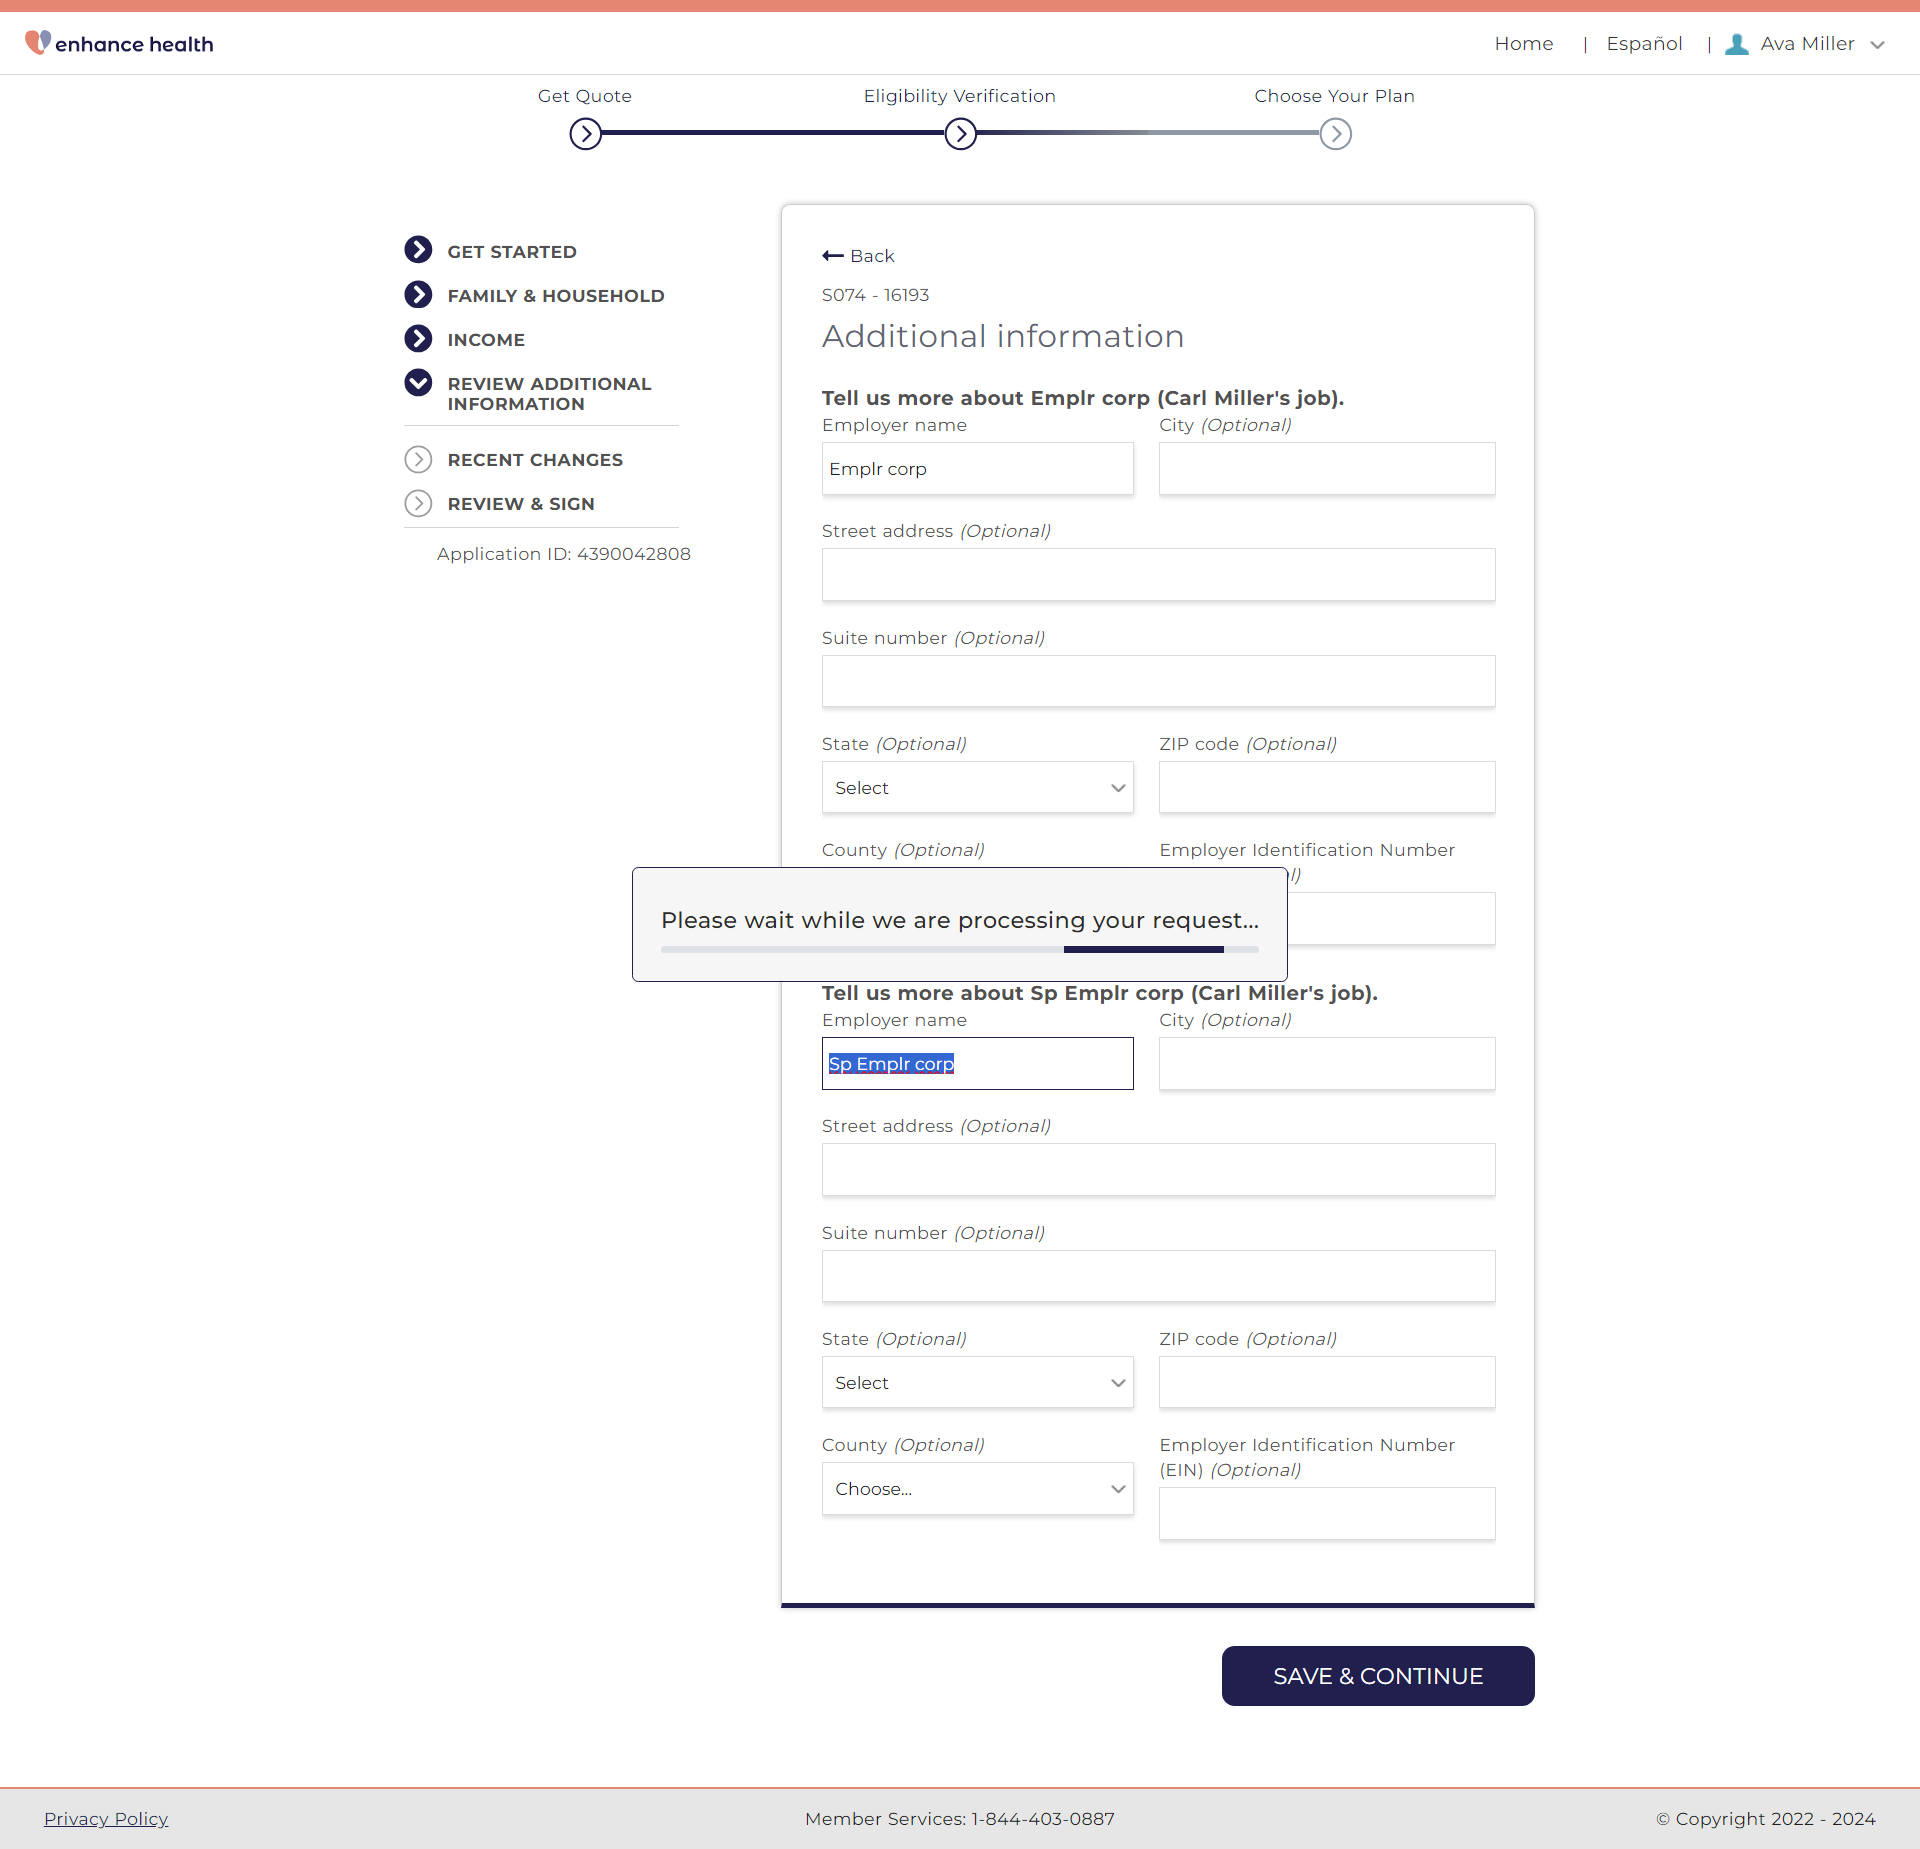 enhance health
Home | Español | Ava Miller
Get Quote
Eligibility Verification
Choose Your Plan
GET STARTED
FAMILY & HOUSEHOLD
INCOME
REVIEW ADDITIONAL
INFORMATION
RECENT CHANGES
REVIEW & SIGN
Application ID: 4390042808
Back
S074 - 16193
Additional information
Tell us more about Emplr corp (Carl Miller's job).
Employer name
City (Optional)
Emplr corp
Street address (Optional)
Suite number (Optional)
State (Optional)
ZIP code (Optional)
Select
County (Optional)
Employer Identification Number
Please wait while we are processing your request...
Tell us more about Sp Emplr corp (Carl Miller's job).
Employer name
City (Optional)
Sp Emplr corp
Street address (Optional)
Suite number (Optional)
State (Optional)
ZIP code (Optional)
Select
County (Optional)
Employer Identification Number
(EIN) (Optional)
Choose...
SAVE & CONTINUE
Privacy Policy
Member Services: 1-844-403-0887
© Copyright 2022 - 2024